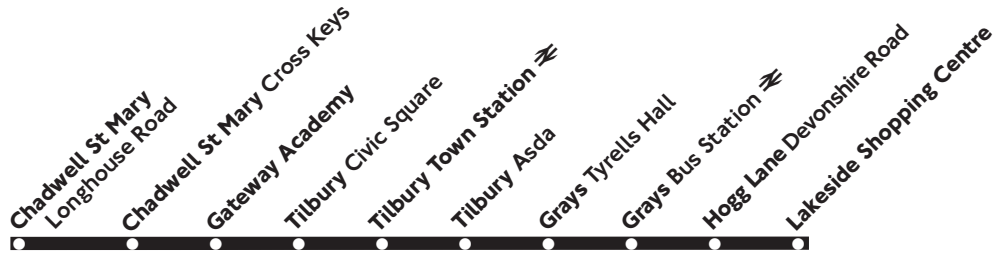 Chadwell St Mary
Longhouse Road
Chadwell St Mary Cross Keys
Gateway Academy
Tilbury Civic Square
Tilbury Town Station
Tilbury Asda
Grays Tyrells Hall
Grays Bus Station
Hogg Lane Devonshire Road
Lakeside Shopping Centre